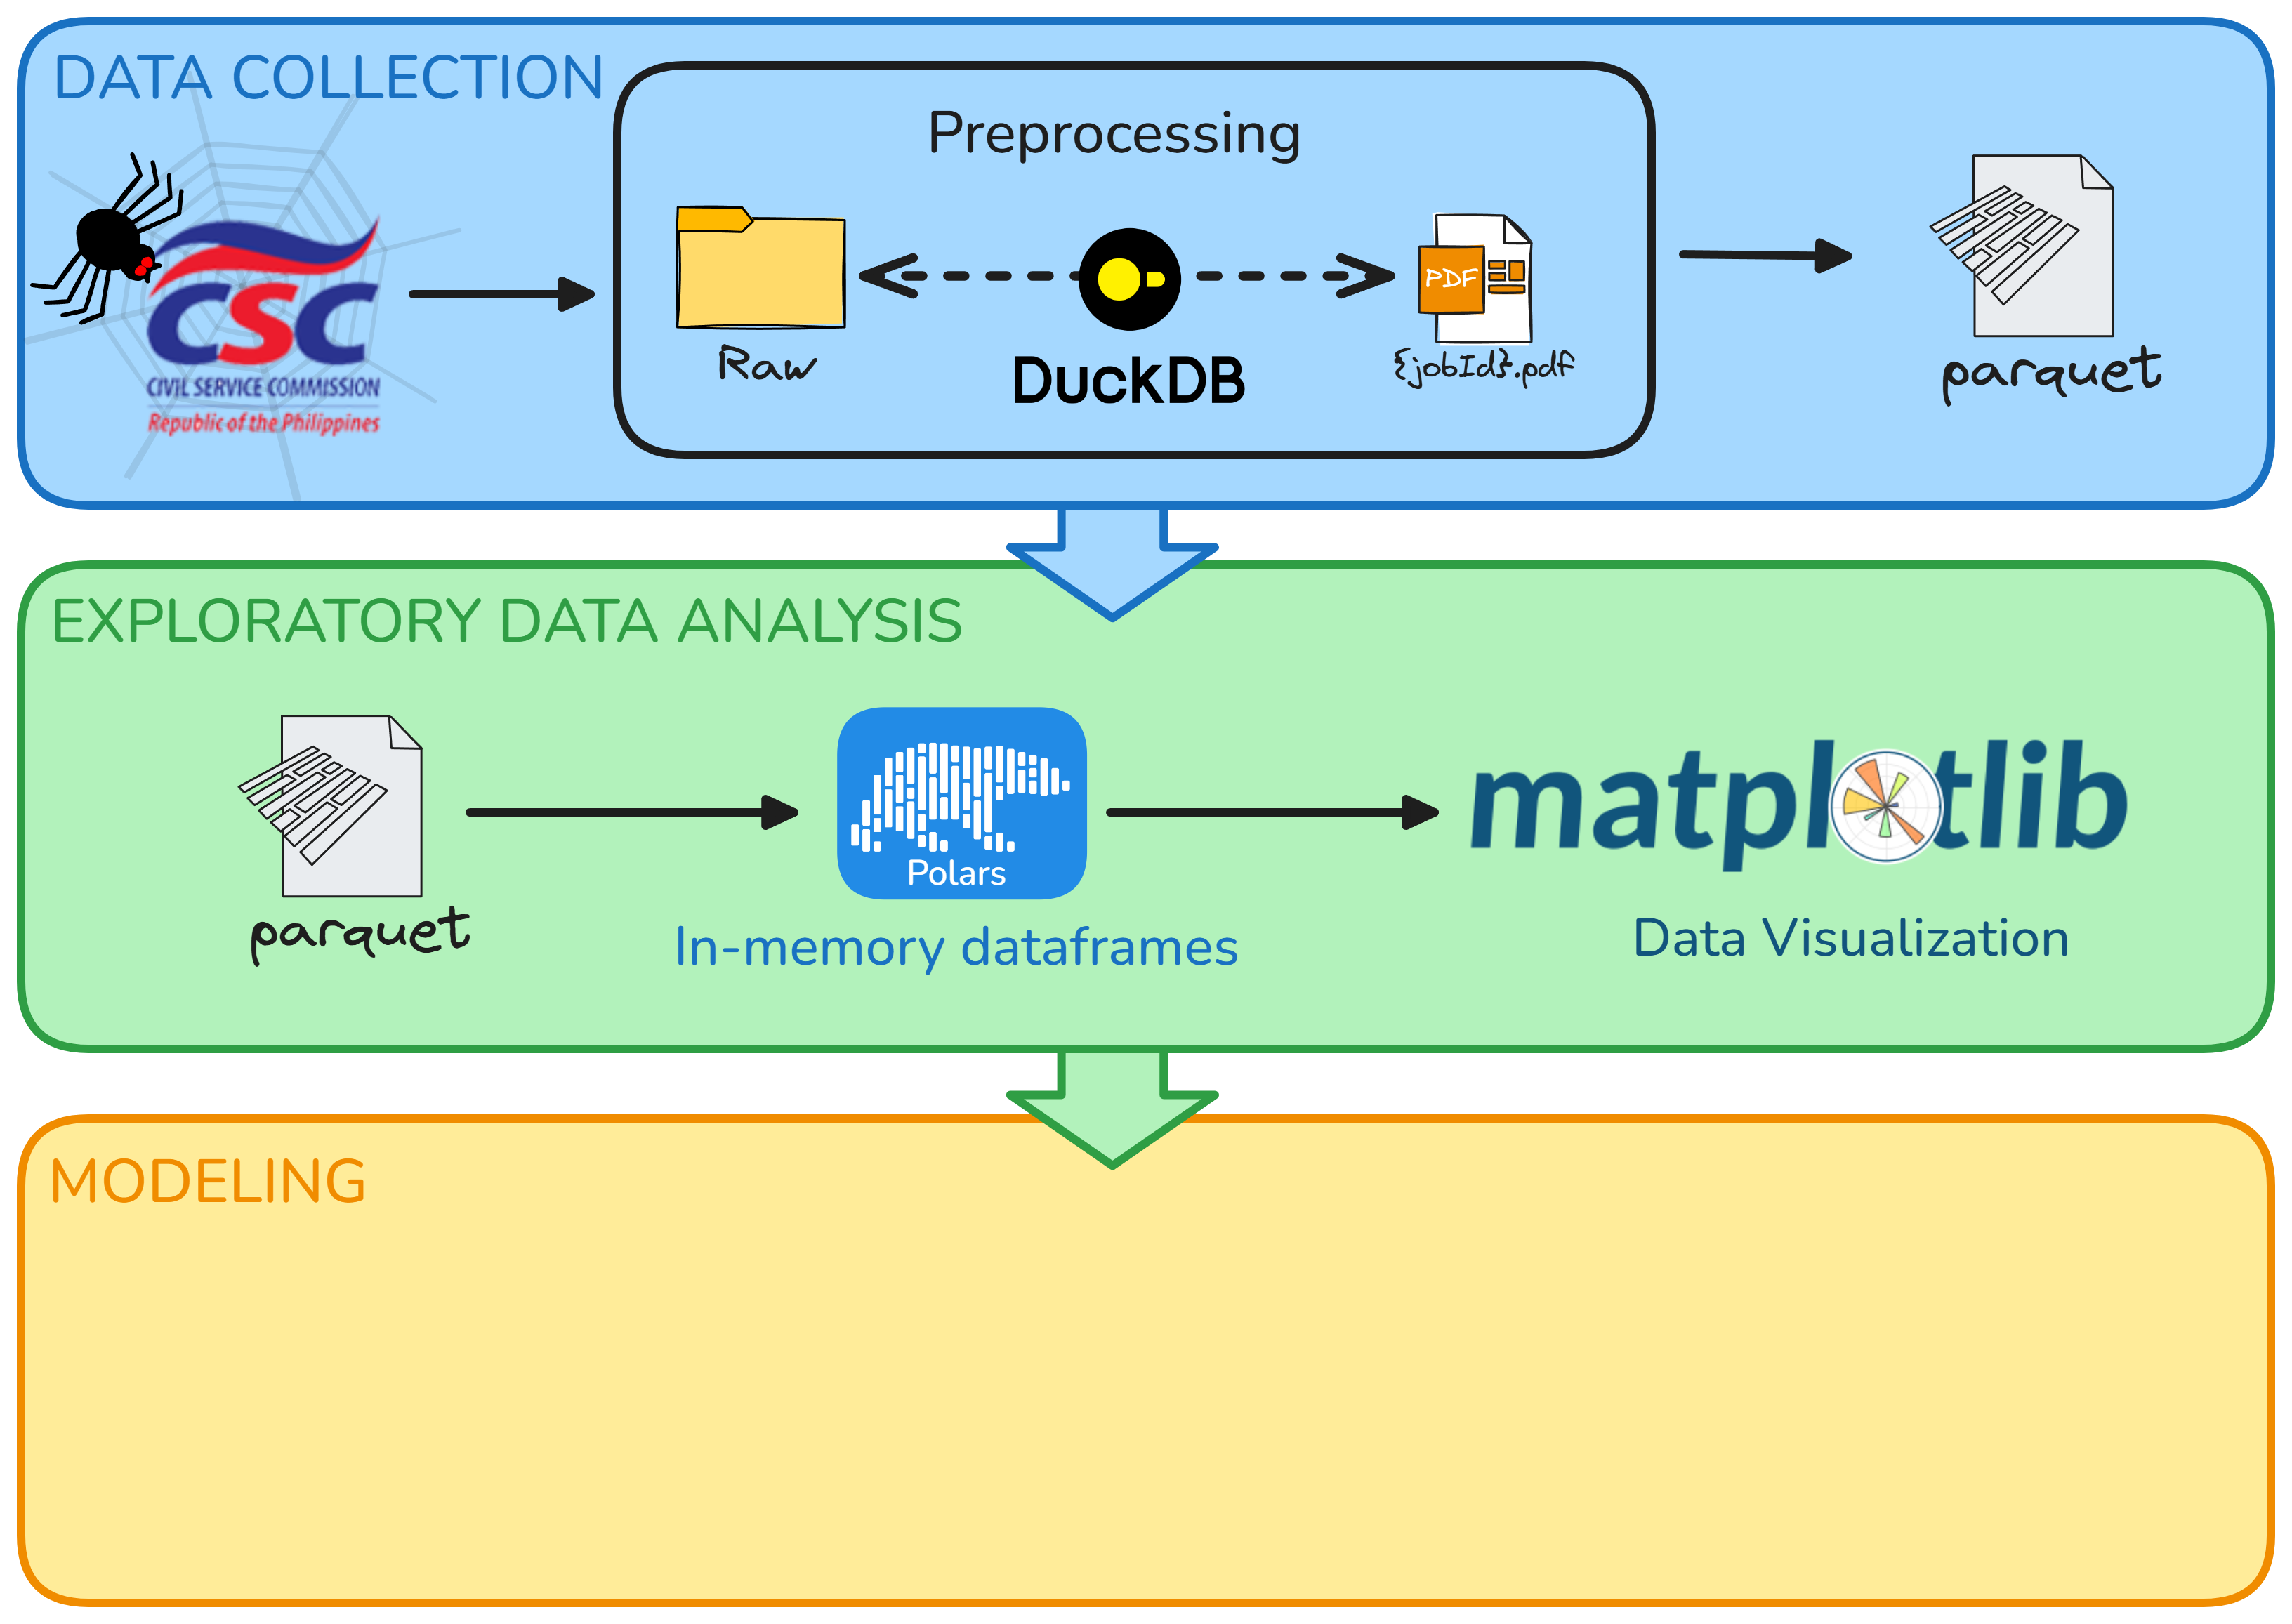 DATA COLLECTION
Preprocessing
CSC
CIVIL SERVICE COMMISSION
Republic of the Philippines
Raw
DuckDB
PDF
{jobId}.pdf
parquet
EXPLORATORY DATA ANALYSIS
parquet
Polars
In-memory dataframes
matplotlib
Data Visualization
MODELING